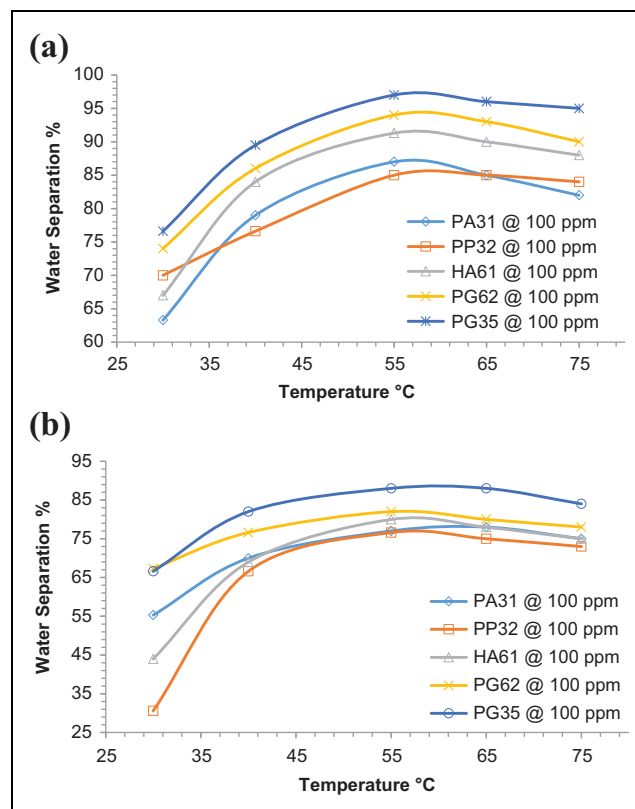 (a)
100
95
90
85
80
75
70
65
60
Water Separation %
25 35 45 55 65 75
Temperature °C
PA31 @ 100 ppm
PP32 @ 100 ppm
HA61 @ 100 ppm
PG62 @ 100 ppm
PG35 @ 100 ppm
(b)
95
85
75
65
55
45
35
25
Water Separation %
25 35 45 55 65 75
Temperature °C
PA31 @ 100 ppm
PP32 @ 100 ppm
HA61 @ 100 ppm
PG62 @ 100 ppm
PG35 @ 100 ppm